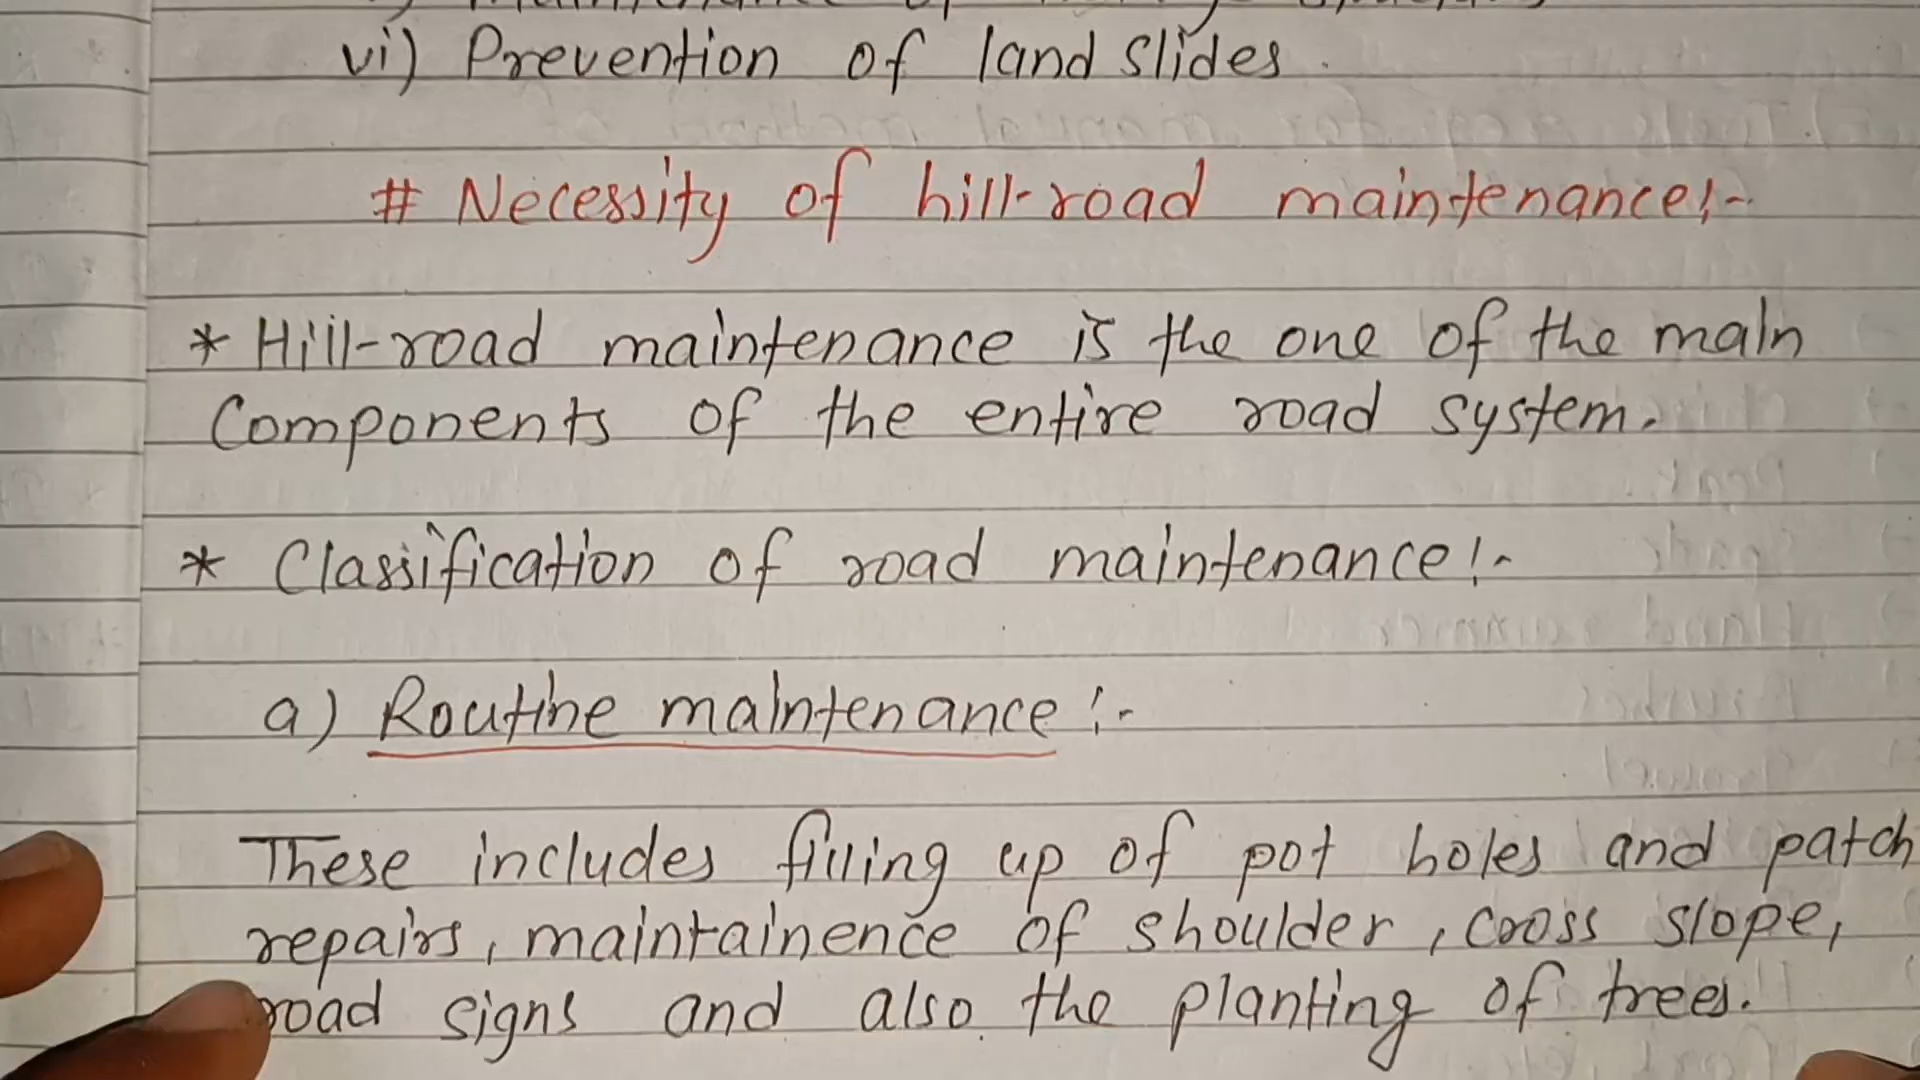 vi) Prevention of land slides.
# Necessity of hill-road maintenance:-
* Hill-road maintenance is the one of the main
Components of the entire road system.
* Classification of road maintenance:-
a) Routine maintenance:-
These includes filling up of pot holes and patch
repairs, maintainence of shoulder, cross slope,
road signs and also the planting of trees.